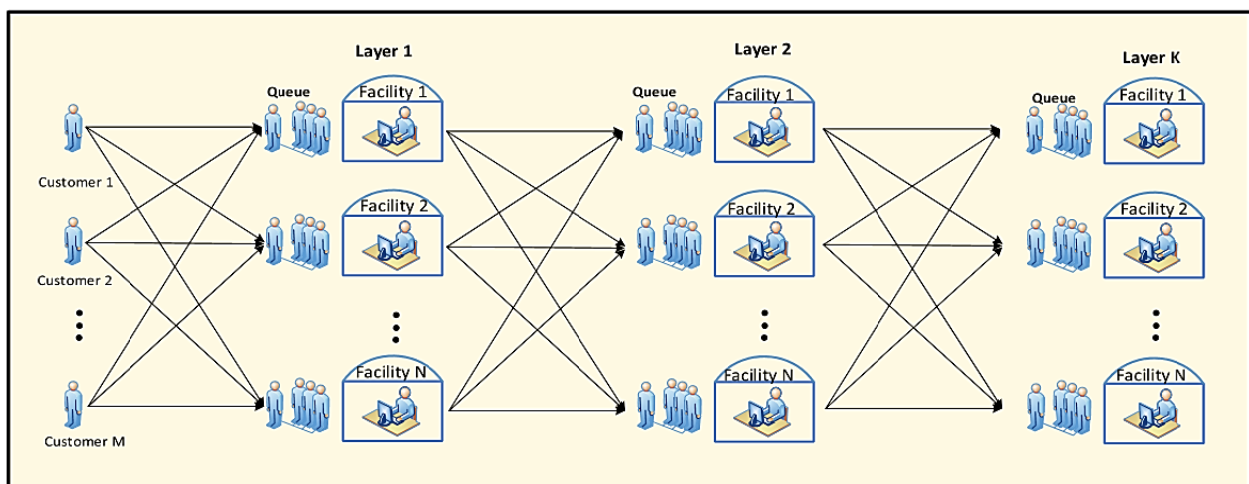 Layer 1
Layer 2
Layer K
Queue
Facility 1
Queue
Facility 1
Queue
Facility 1
Customer 1
Facility 2
Facility 2
Facility 2
Customer 2
Facility N
Facility N
Facility N
Customer M